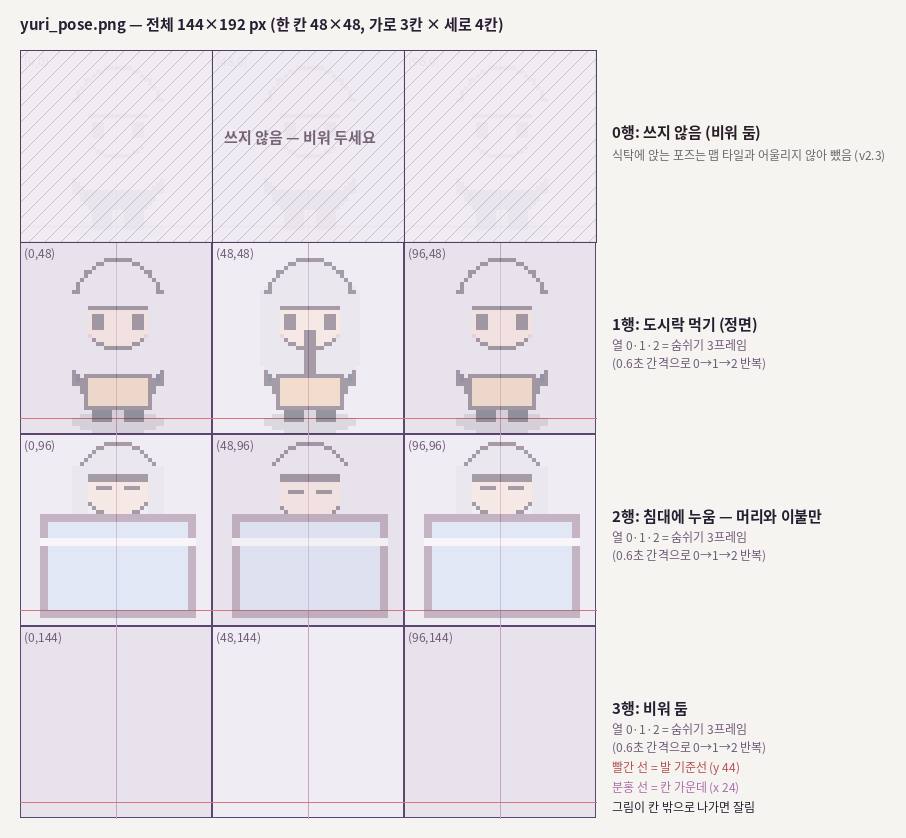 yuri_pose.png — 전체 144×192 px (한 칸 48×48, 가로 3칸 × 세로 4칸)
쓰지 않음 — 비워 두세요
0행: 쓰지 않음 (비워 둠)
식탁에 앉는 포즈는 맵 타일과 어울리지 않아 뺐음 (v2.3)
(0,48)
(48,48)
(96,48)
1행: 도시락 먹기 (정면)
열 0·1·2 = 숨쉬기 3프레임
(0.6초 간격으로 0→1→2 반복)
(0,96)
(48,96)
(96,96)
2행: 침대에 누움 — 머리와 이불만
열 0·1·2 = 숨쉬기 3프레임
(0.6초 간격으로 0→1→2 반복)
(0,144)
(48,144)
(96,144)
3행: 비워 둠
열 0·1·2 = 숨쉬기 3프레임
(0.6초 간격으로 0→1→2 반복)
빨간 선 = 발 기준선 (y 44)
분홍 선 = 칸 가운데 (x 24)
그림이 칸 밖으로 나가면 잘림